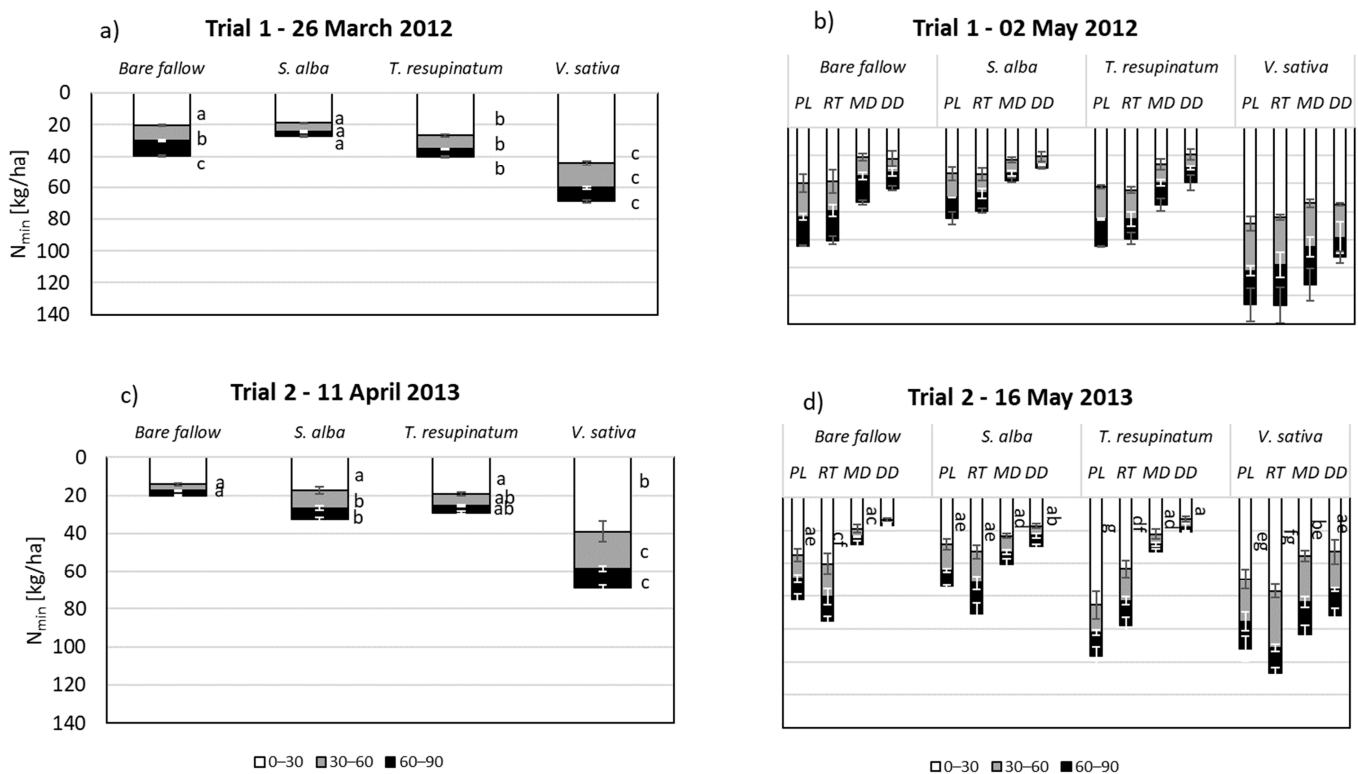 a)
Trial 1 - 26 March 2012
Bare fallow S. alba T. resupinatum V. sativa
N min [kg/ha]
0
20
40
60
80
100
120
140
a
b
c
a
a
a
b
b
b
c
c
c
b)
Trial 1 - 02 May 2012
Bare fallow S. alba T. resupinatum V. sativa
PL RT MD DD PL RT MD DD PL RT MD DD PL RT MD DD
c)
Trial 2 - 11 April 2013
Bare fallow S. alba T. resupinatum V. sativa
N min [kg/ha]
0
20
40
60
80
100
120
140
a
a
a
b
b
a
ab
ab
b
c
c
0–30 30–60 60–90
d)
Trial 2 - 16 May 2013
Bare fallow S. alba T. resupinatum V. sativa
PL RT MD DD PL RT MD DD PL RT MD DD PL RT MD DD
ae cf ac ae ae ad ab g df ad a eg fg be ae
0–30 30–60 60–90